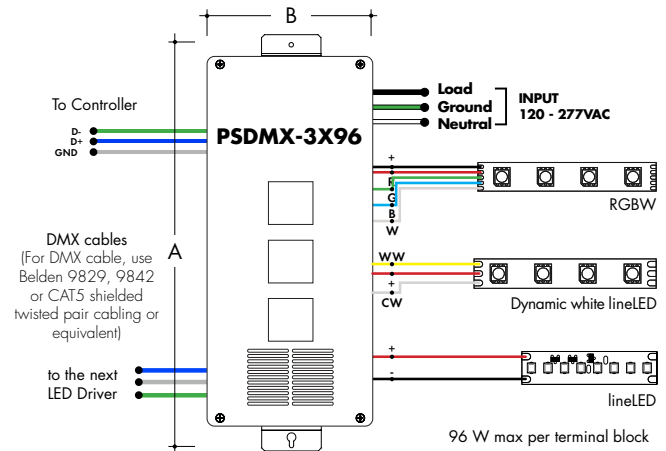 B
A
To Controller
D-
D+
GND
PSDMX-3X96
Load
Ground
Neutral
INPUT
120 - 277VAC
+
R
G
B
W
RGBW
DMX cables
(For DMX cable, use
Belden 9829, 9842
or CAT5 shielded
twisted pair cabling or
equivalent)
WW
+
CW
Dynamic white lineLED
to the next
LED Driver
+
-
lineLED
96 W max per terminal block